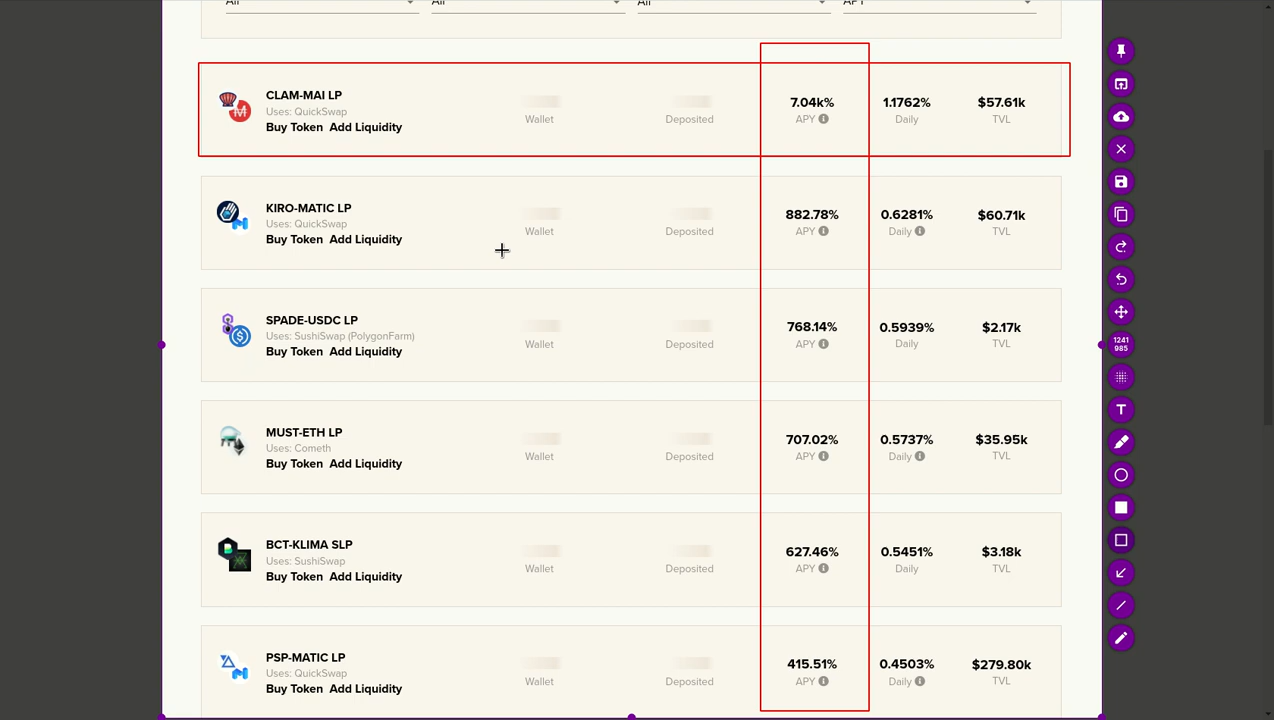 All All All APY
CLAM-MAI LP
Uses: QuickSwap
Buy Token Add Liquidity
Wallet
Deposited
7.04k%
APY
1.1762%
Daily
$57.61k
TVL
KIRO-MATIC LP
Uses: QuickSwap
Buy Token Add Liquidity
Wallet
Deposited
882.78%
APY
0.6281%
Daily
$60.71k
TVL
SPADE-USDC LP
Uses: SushiSwap (PolygonFarm)
Buy Token Add Liquidity
Wallet
Deposited
768.14%
APY
0.5939%
Daily
$2.17k
TVL
MUST-ETH LP
Uses: Cometh
Buy Token Add Liquidity
Wallet
Deposited
707.02%
APY
0.5737%
Daily
$35.95k
TVL
BCT-KLIMA SLP
Uses: SushiSwap
Buy Token Add Liquidity
Wallet
Deposited
627.46%
APY
0.5451%
Daily
$3.18k
TVL
PSP-MATIC LP
Uses: QuickSwap
Buy Token Add Liquidity
Wallet
Deposited
415.51%
APY
0.4503%
Daily
$279.80k
TVL
1241
985
T